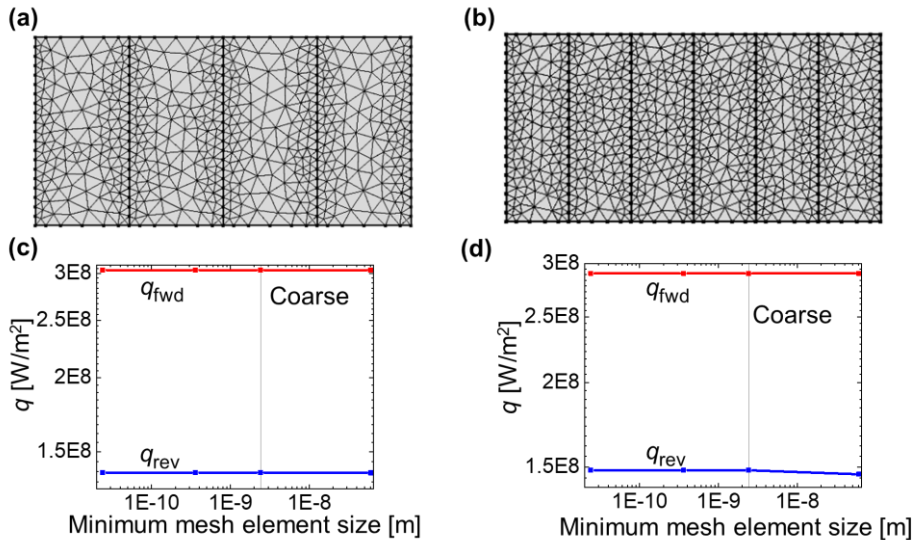 (a)
(b)
(c)
3E8
q_fwd
Coarse
2.5E8
q [W/m²]
2E8
q_rev
1.5E8
1E-10 1E-9 1E-8
Minimum mesh element size [m]
(d)
3E8
q_fwd
Coarse
2.5E8
q [W/m²]
2E8
q_rev
1.5E8
1E-10 1E-9 1E-8
Minimum mesh element size [m]